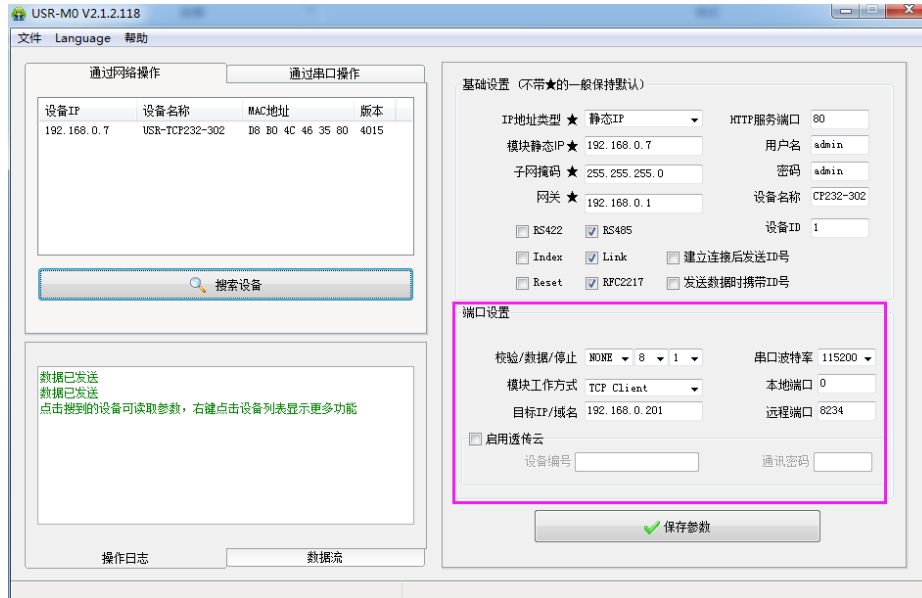 USR-M0 V2.1.2.118
文件 Language 帮助
通过网络操作 通过串口操作
设备IP 设备名称 MAC地址 版本
192.168.0.7 USR-TCP232-302 D8 B0 4C 46 35 80 4015
搜索设备
数据已发送
数据已发送
点击搜到的设备可读取参数，右键点击设备列表显示更多功能
操作日志 数据流
基础设置 (不带★的一般保持默认)
IP地址类型 ★ 静态IP HTTP服务端口 80
模块静态IP★ 192.168.0.7 用户名 admin
子网掩码 ★ 255.255.255.0 密码 admin
网关 ★ 192.168.0.1 设备名称 CP232-302
RS422 RS485 设备ID 1
Index Link 建立连接后发送ID号
Reset RFC2217 发送数据时携带ID号
端口设置
校验/数据/停止 NONE 8 1 串口波特率 115200
模块工作方式 TCP Client 本地端口 0
目标IP/域名 192.168.0.201 远程端口 8234
启用透传云
设备编号 通讯密码
保存参数